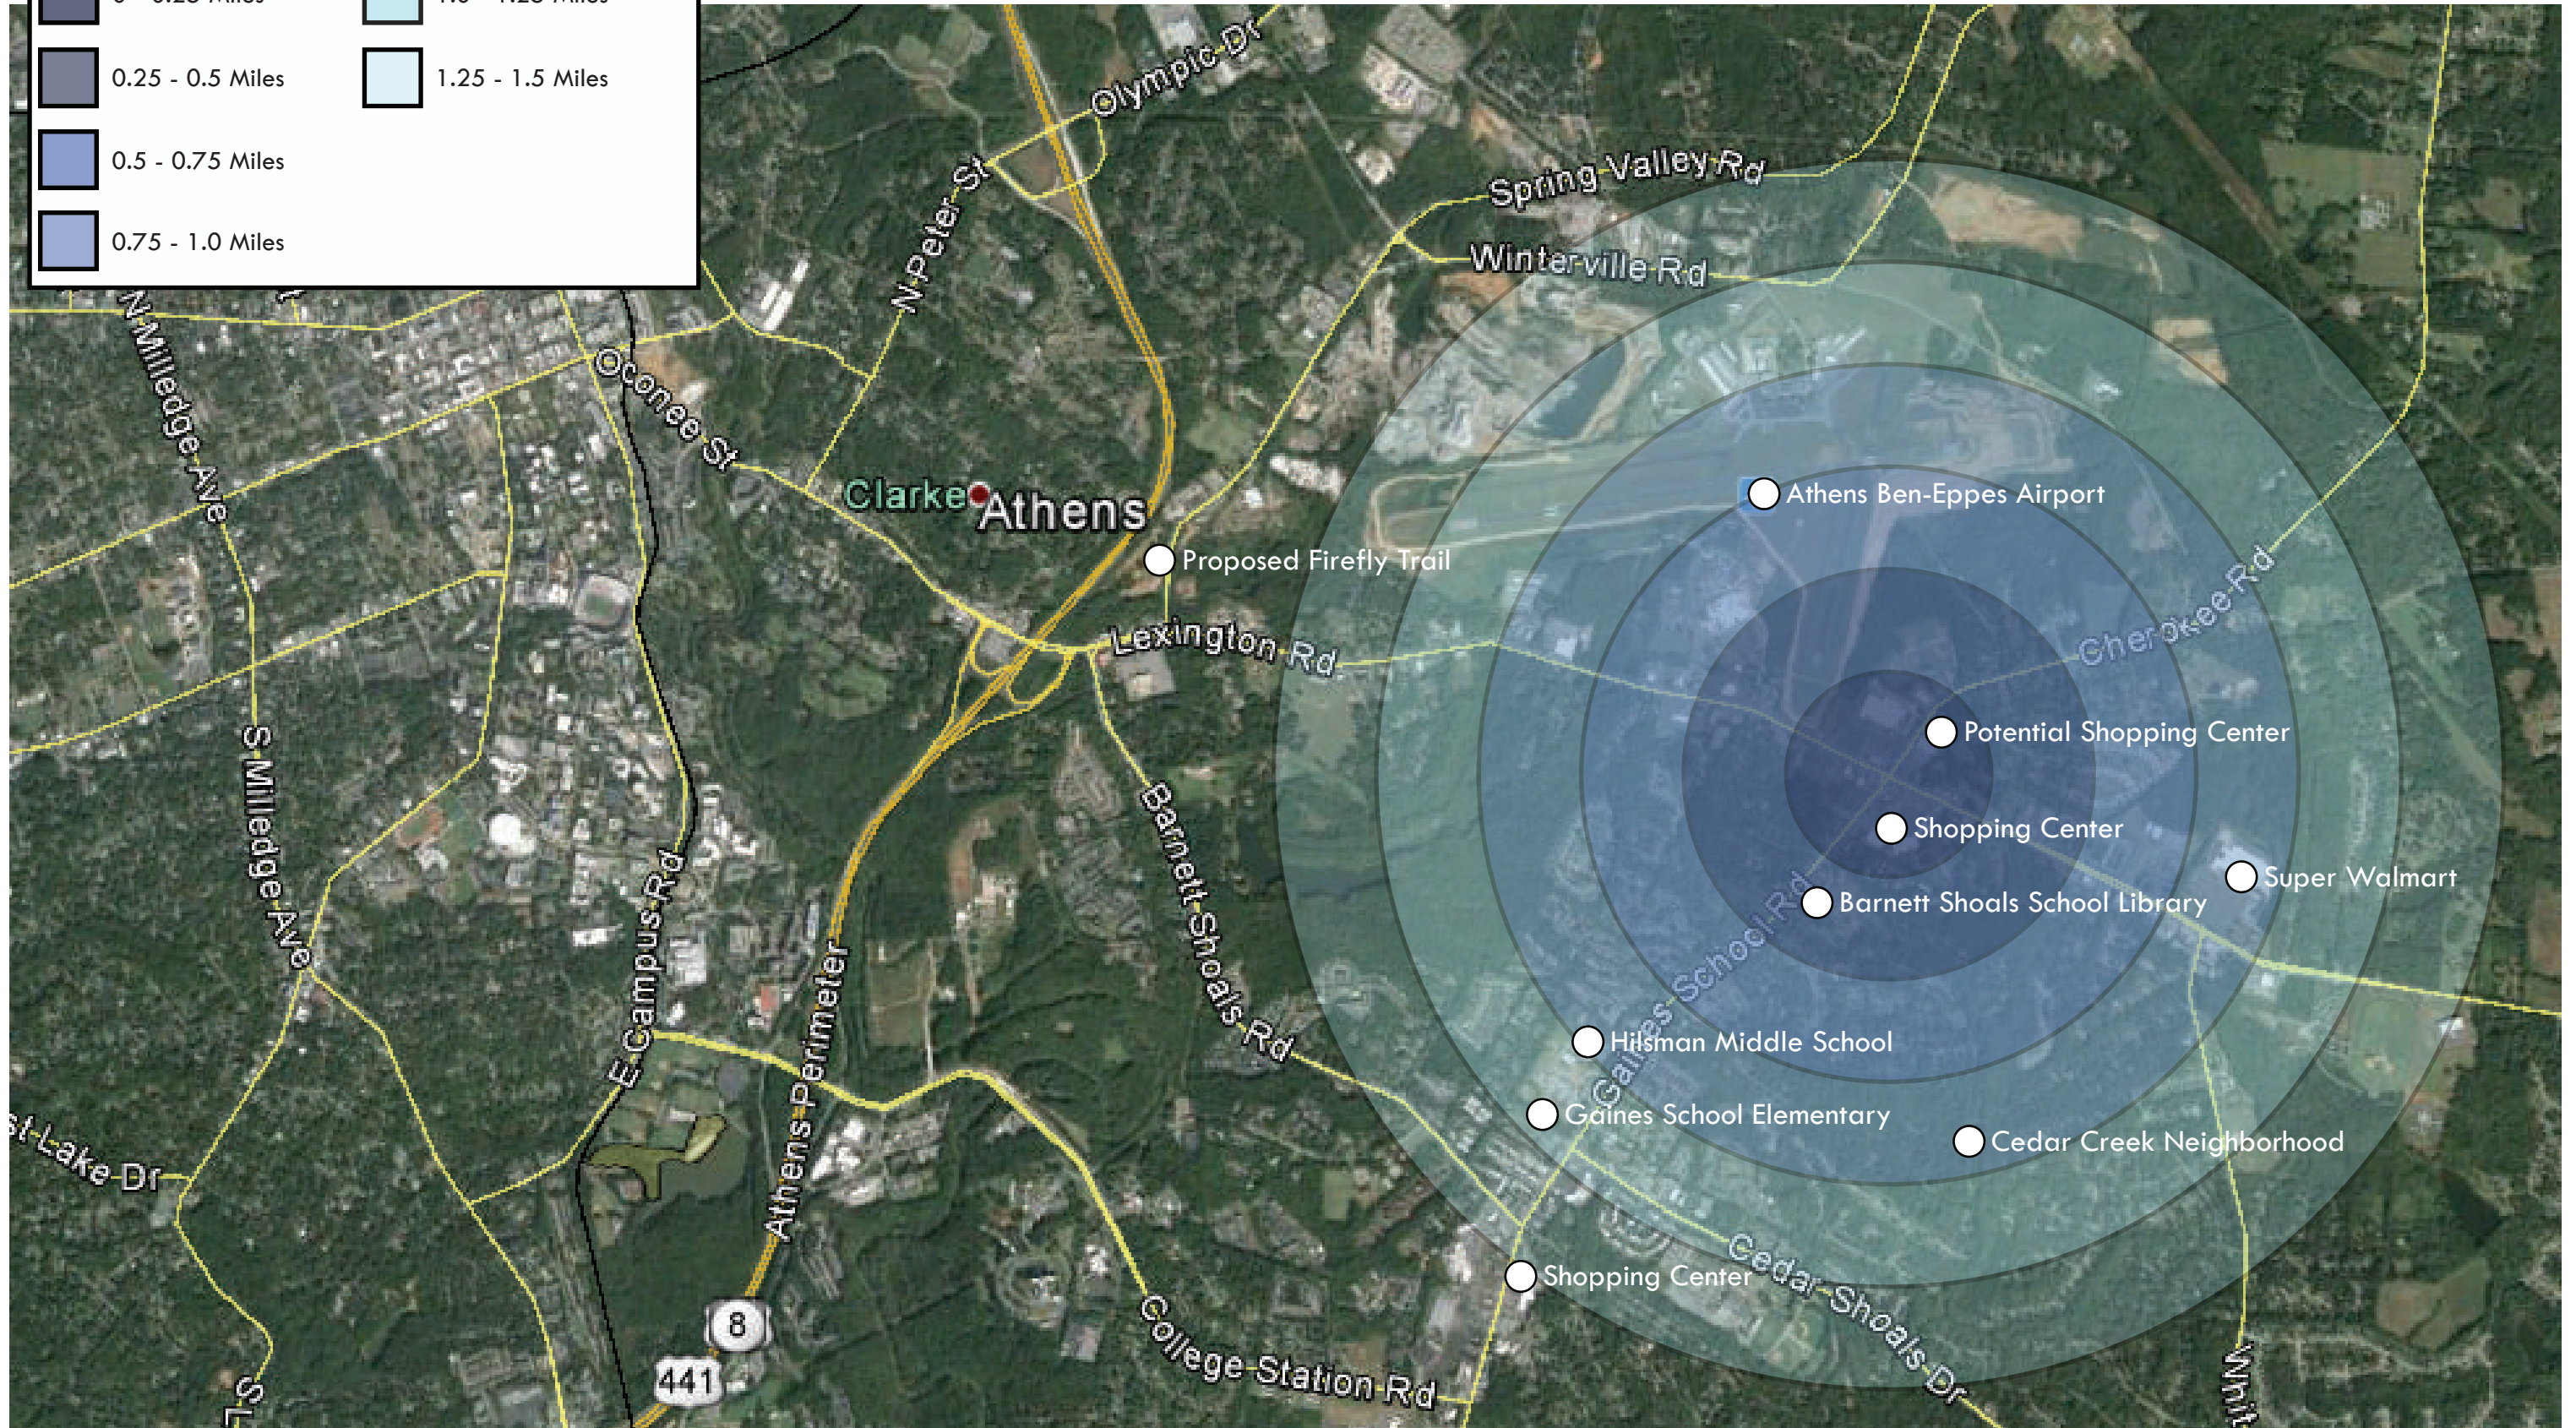 0.25 - 0.5 Miles
1.25 - 1.5 Miles
0.5 - 0.75 Miles
0.75 - 1.0 Miles
Olympic Dr
N Peter St
Spring Valley Rd
Winterville Rd
N Milledge Ave
Oconee St
Clarke
Athens
Athens Ben-Eppes Airport
Proposed Firefly Trail
Lexington Rd
Cherokee Rd
Potential Shopping Center
S Milledge Ave
Barnett Shoals Rd
Shopping Center
Super Walmart
Barnett Shoals School Library
E Campus Rd
Athens Perimeter
Gaines School Rd
Hilsman Middle School
Gaines School Elementary
Cedar Creek Neighborhood
st Lake Dr
Shopping Center
Cedar Shoals Dr
8
441
College Station Rd
S L
Whit